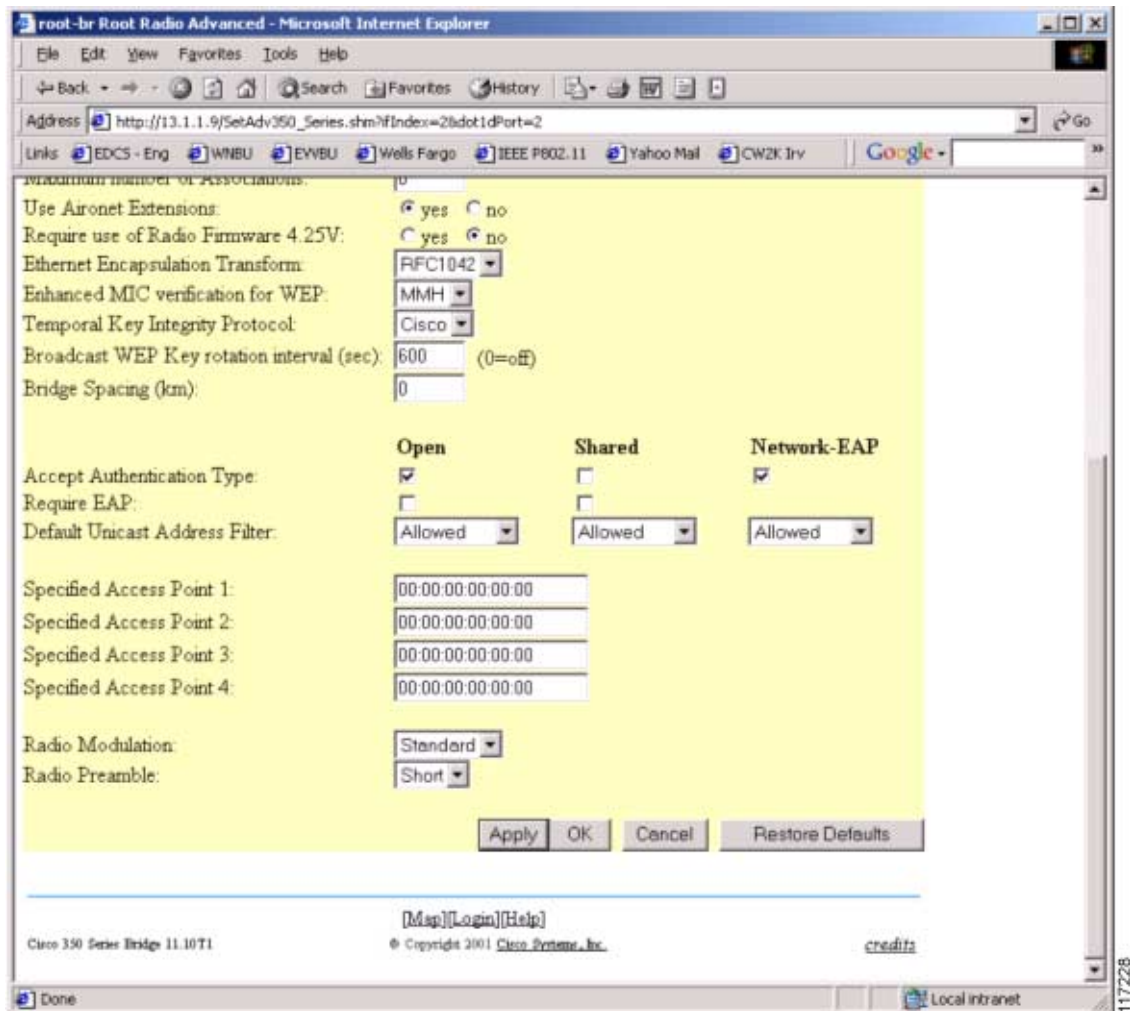 root-br Root Radio Advanced - Microsoft Internet Explorer
File Edit View Favorites Tools Help
Back Search Favorites History
Address http://13.1.1.9/SetAdv350_Series.shm?ifIndex=2&dot1dPort=2 Go
Links EDCS - Eng WNBU EVVBU Wells Fargo IEEE P802.11 Yahoo Mail CW2K Irv Google
Maximum number of Associations: 0
Use Aironet Extensions: yes no
Require use of Radio Firmware 4.25V: yes no
Ethernet Encapsulation Transform: RFC1042
Enhanced MIC verification for WEP: MMH
Temporal Key Integrity Protocol: Cisco
Broadcast WEP Key rotation interval (sec): 600 (0=off)
Bridge Spacing (km): 0
Open Shared Network-EAP
Accept Authentication Type:
Require EAP:
Default Unicast Address Filter: Allowed Allowed Allowed
Specified Access Point 1: 00:00:00:00:00:00
Specified Access Point 2: 00:00:00:00:00:00
Specified Access Point 3: 00:00:00:00:00:00
Specified Access Point 4: 00:00:00:00:00:00
Radio Modulation: Standard
Radio Preamble: Short
Apply OK Cancel Restore Defaults
[Map][Login][Help]
Cisco 350 Series Bridge 11.10T1 © Copyright 2001 Cisco Systems, Inc. credits
Done Local intranet
117228